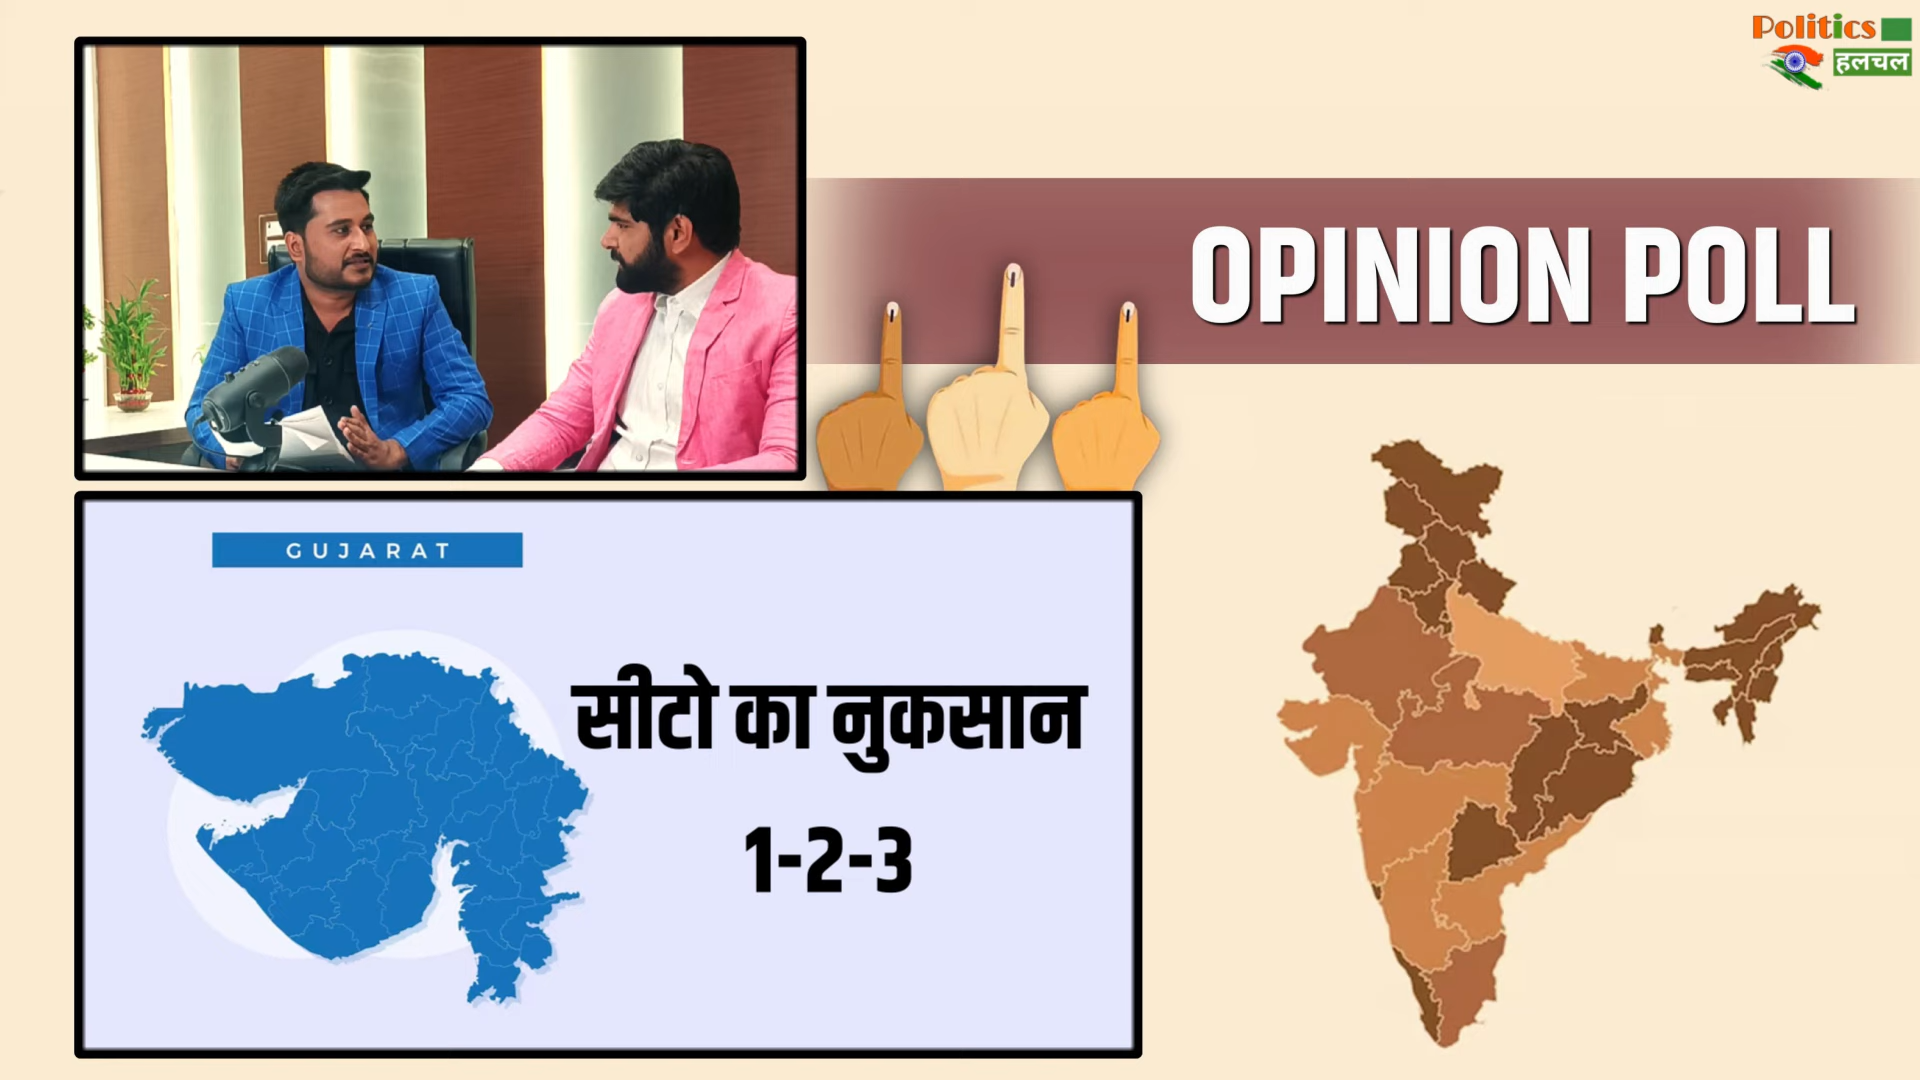 Politics
हलचल
OPINION POLL
GUJARAT
सीटो का नुकसान
1-2-3